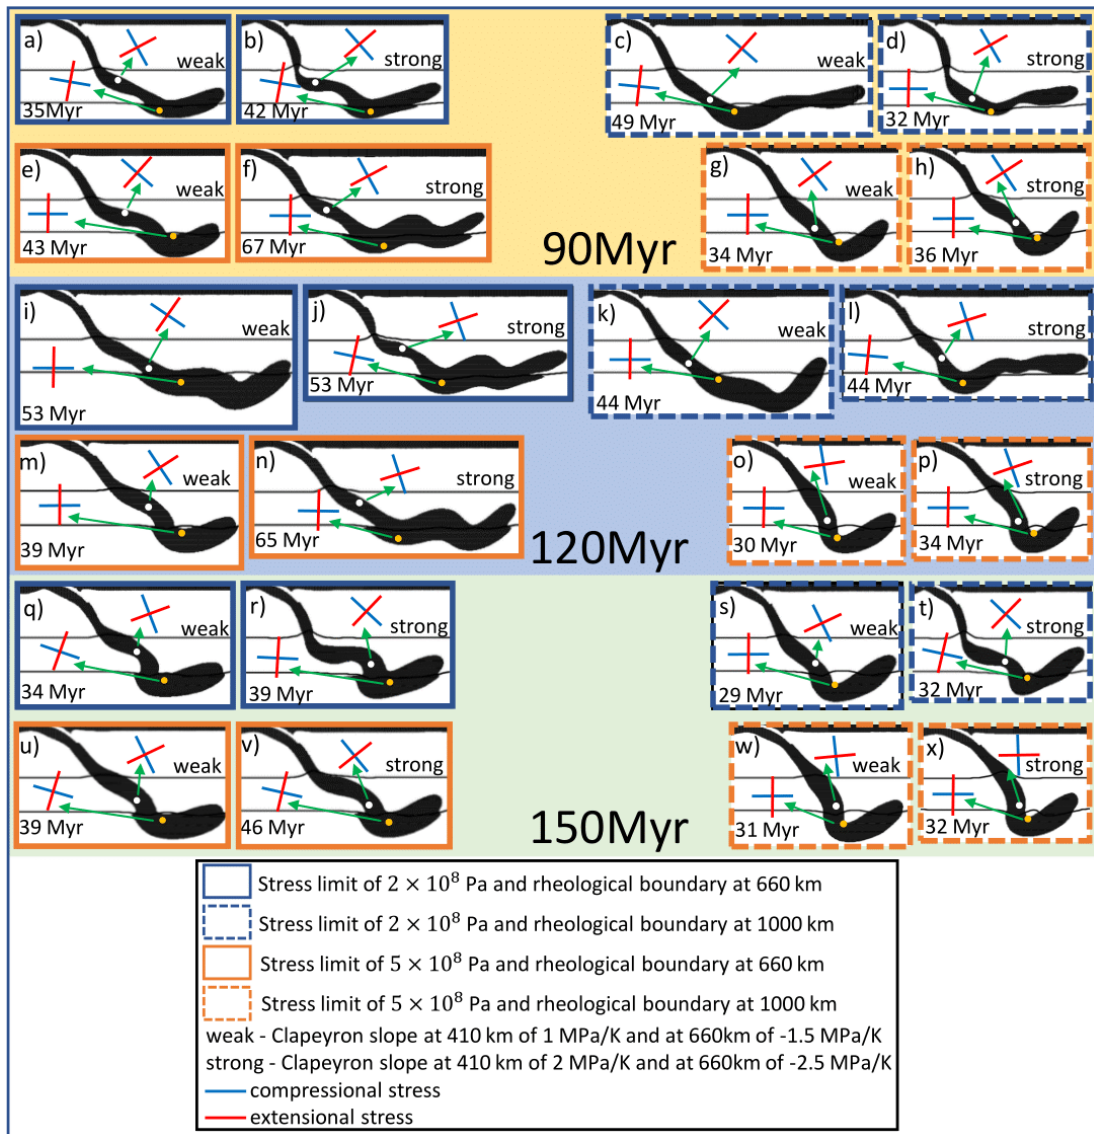 a) weak 35Myr
b) strong 42 Myr
c) weak 49 Myr
d) strong 32 Myr
e) weak 43 Myr
f) strong 67 Myr
g) weak 34 Myr
h) strong 36 Myr
90Myr
i) weak 53 Myr
j) strong 53 Myr
k) weak 44 Myr
l) strong 44 Myr
m) weak 39 Myr
n) strong 65 Myr
o) weak 30 Myr
p) strong 34 Myr
120Myr
q) weak 34 Myr
r) strong 39 Myr
s) weak 29 Myr
t) strong 32 Myr
u) weak 39 Myr
v) strong 46 Myr
w) weak 31 Myr
x) strong 32 Myr
150Myr
Stress limit of 2 × 10⁸ Pa and rheological boundary at 660 km
Stress limit of 2 × 10⁸ Pa and rheological boundary at 1000 km
Stress limit of 5 × 10⁸ Pa and rheological boundary at 660 km
Stress limit of 5 × 10⁸ Pa and rheological boundary at 1000 km
weak - Clapeyron slope at 410 km of 1 MPa/K and at 660km of -1.5 MPa/K
strong - Clapeyron slope at 410 km of 2 MPa/K and at 660km of -2.5 MPa/K
compressional stress
extensional stress